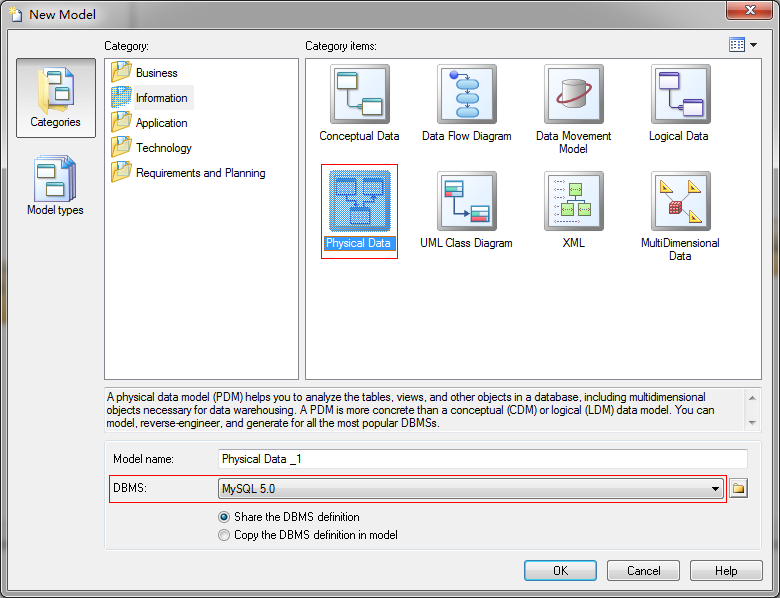 New Model
Category:
Category items:
Categories
Model types
Business
Information
Application
Technology
Requirements and Planning
Conceptual Data
Data Flow Diagram
Data Movement
Model
Logical Data
Physical Data
UML Class Diagram
XML
MultiDimensional
Data
A physical data model (PDM) helps you to analyze the tables, views, and other objects in a database, including multidimensional
objects necessary for data warehousing. A PDM is more concrete than a conceptual (CDM) or logical (LDM) data model. You can
model, reverse-engineer, and generate for all the most popular DBMSs.
Model name:
Physical Data _1
DBMS:
MySQL 5.0
Share the DBMS definition
Copy the DBMS definition in model
OK
Cancel
Help